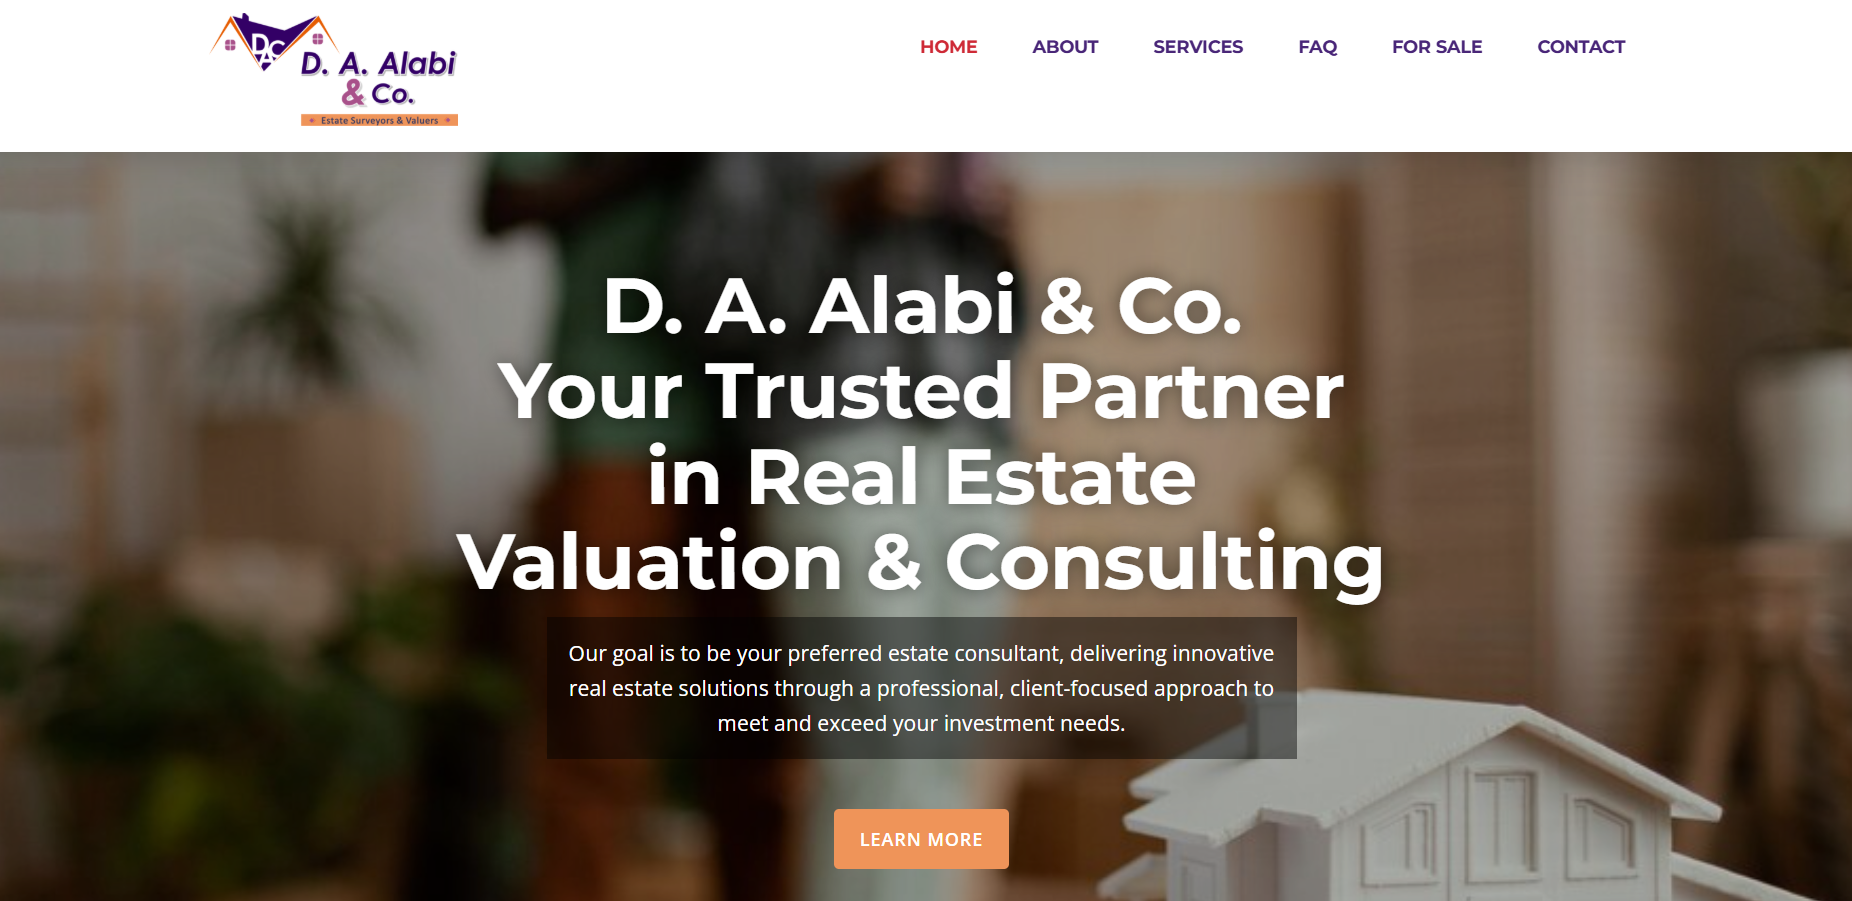 DAC
D. A. Alabi
& Co.
Estate Surveyors & Valuers
HOME ABOUT SERVICES FAQ FOR SALE CONTACT
D. A. Alabi & Co.
Your Trusted Partner
in Real Estate
Valuation & Consulting
Our goal is to be your preferred estate consultant, delivering innovative
real estate solutions through a professional, client-focused approach to
meet and exceed your investment needs.
LEARN MORE